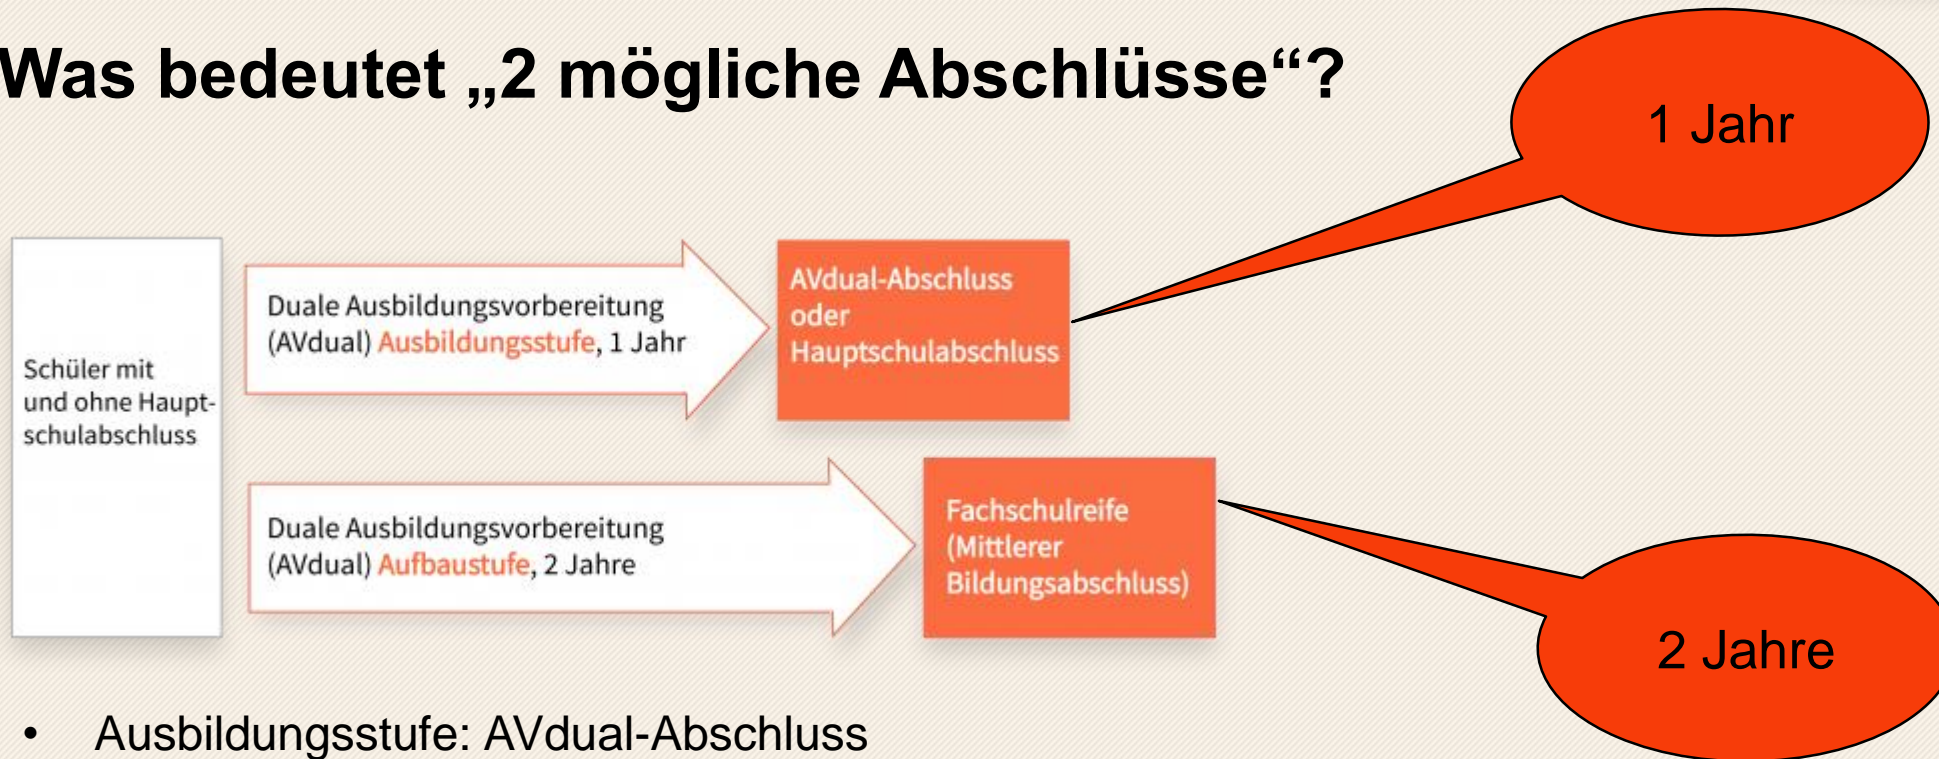 Was bedeutet „2 mögliche Abschlüsse“?
1 Jahr
Schüler mit
und ohne Haupt-
schulabschluss
Duale Ausbildungsvorbereitung
(AVdual) Ausbildungsstufe, 1 Jahr
AVdual-Abschluss
oder
Hauptschulabschluss
Duale Ausbildungsvorbereitung
(AVdual) Aufbaustufe, 2 Jahre
Fachschulreife
(Mittlerer
Bildungsabschluss)
2 Jahre
• Ausbildungsstufe: AVdual-Abschluss